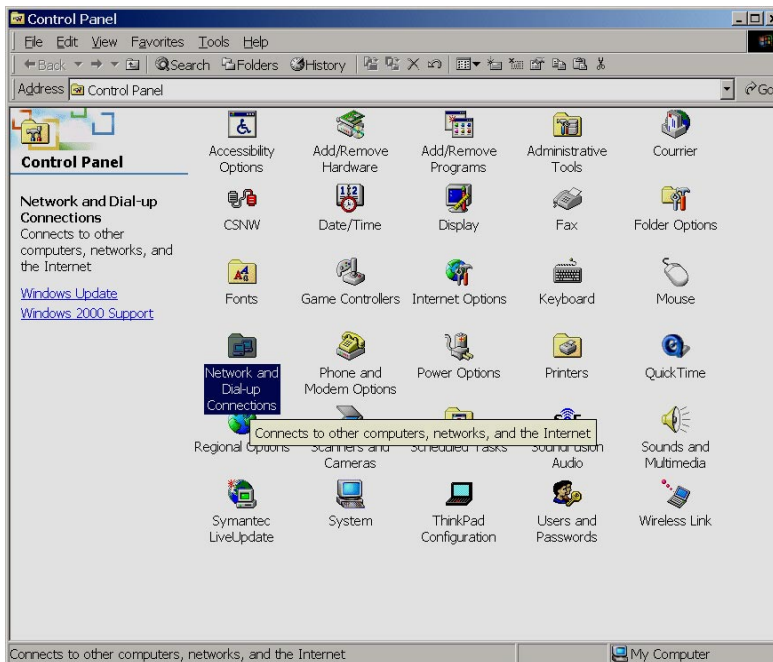 Control Panel
File Edit View Favorites Tools Help
Back Search Folders History
Address Control Panel Go
Control Panel
Network and Dial-up
Connections
Connects to other
computers, networks, and
the Internet
Windows Update
Windows 2000 Support
Accessibility
Options
Add/Remove
Hardware
Add/Remove
Programs
Administrative
Tools
Courrier
CSNW
Date/Time
Display
Fax
Folder Options
Fonts
Game Controllers
Internet Options
Keyboard
Mouse
Network and
Dial-up
Connections
Phone and
Modem Options
Power Options
Printers
QuickTime
Connects to other computers, networks, and the Internet
Regional Options
Scanners and
Cameras
Scheduled Tasks
SoundFusion
Audio
Sounds and
Multimedia
Symantec
LiveUpdate
System
ThinkPad
Configuration
Users and
Passwords
Wireless Link
Connects to other computers, networks, and the Internet
My Computer